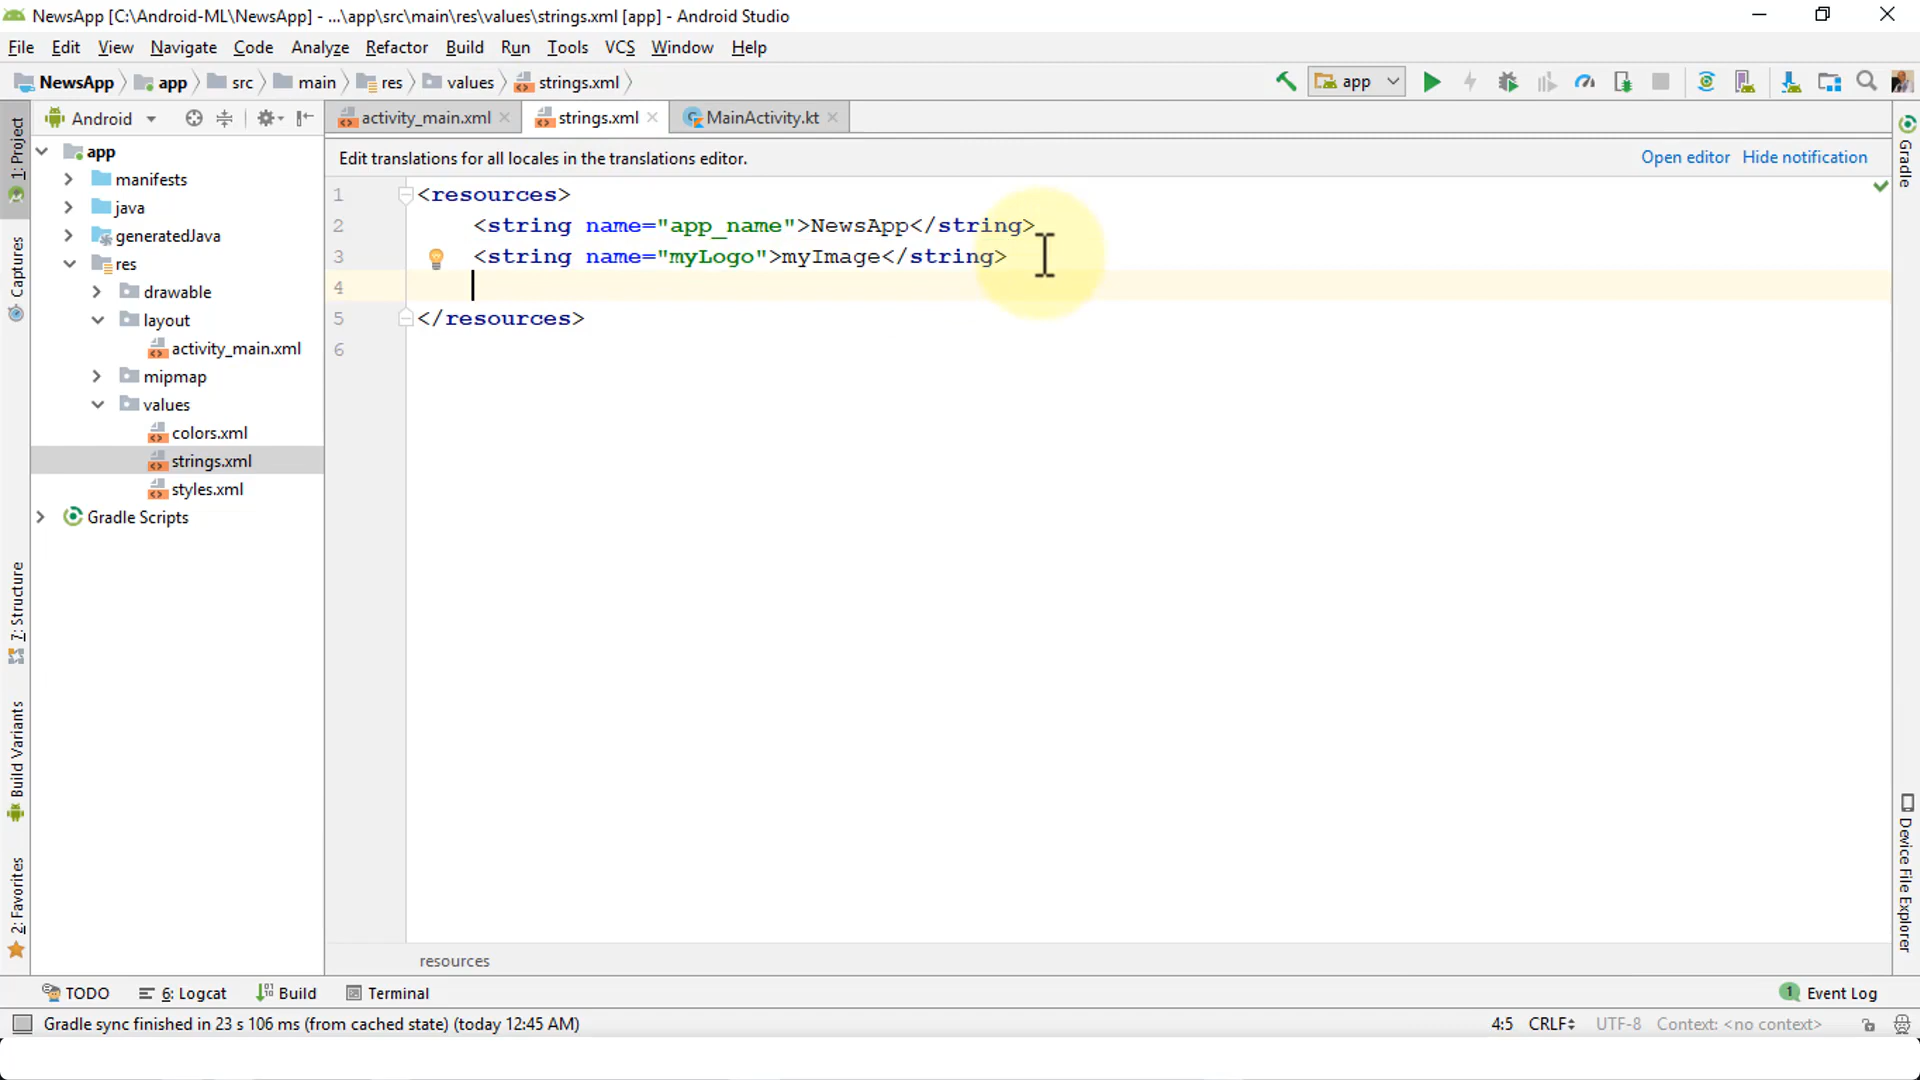 NewsApp [C:\Android-ML\NewsApp] - ...\app\src\main\res\values\strings.xml [app] - Android Studio
File Edit View Navigate Code Analyze Refactor Build Run Tools VCS Window Help
NewsApp app src main res values strings.xml app
Android activity_main.xml strings.xml MainActivity.kt
Edit translations for all locales in the translations editor. Open editor Hide notification
1: Project
Captures
7: Structure
Build Variants
2: Favorites
app
manifests
java
generatedJava
res
drawable
layout
activity_main.xml
mipmap
values
colors.xml
strings.xml
styles.xml
Gradle Scripts
1 <resources>
2 <string name="app_name">NewsApp</string>
3 <string name="myLogo">myImage</string>
4
5 </resources>
6
resources
Gradle
Device File Explorer
TODO 6: Logcat Build Terminal 1 Event Log
Gradle sync finished in 23 s 106 ms (from cached state) (today 12:45 AM) 4:5 CRLF UTF-8 Context: <no context>